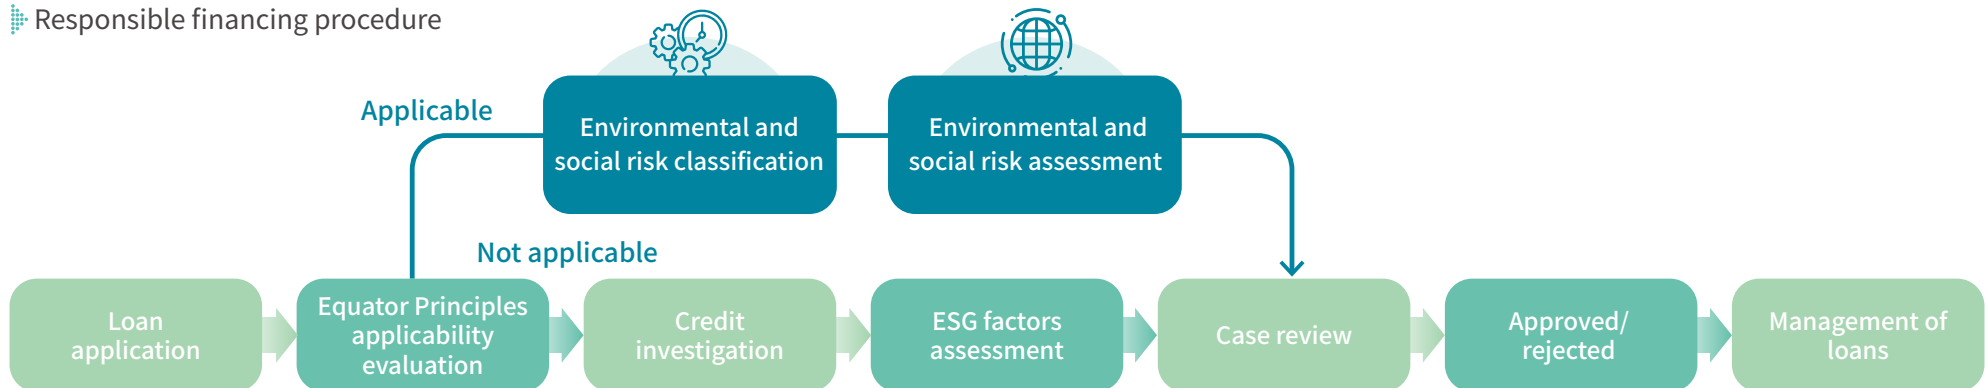 Responsible financing procedure
Applicable
Environmental and
social risk classification
Environmental and
social risk assessment
Not applicable
Loan
application
Equator Principles
applicability
evaluation
Credit
investigation
ESG factors
assessment
Case review
Approved/
rejected
Management of
loans